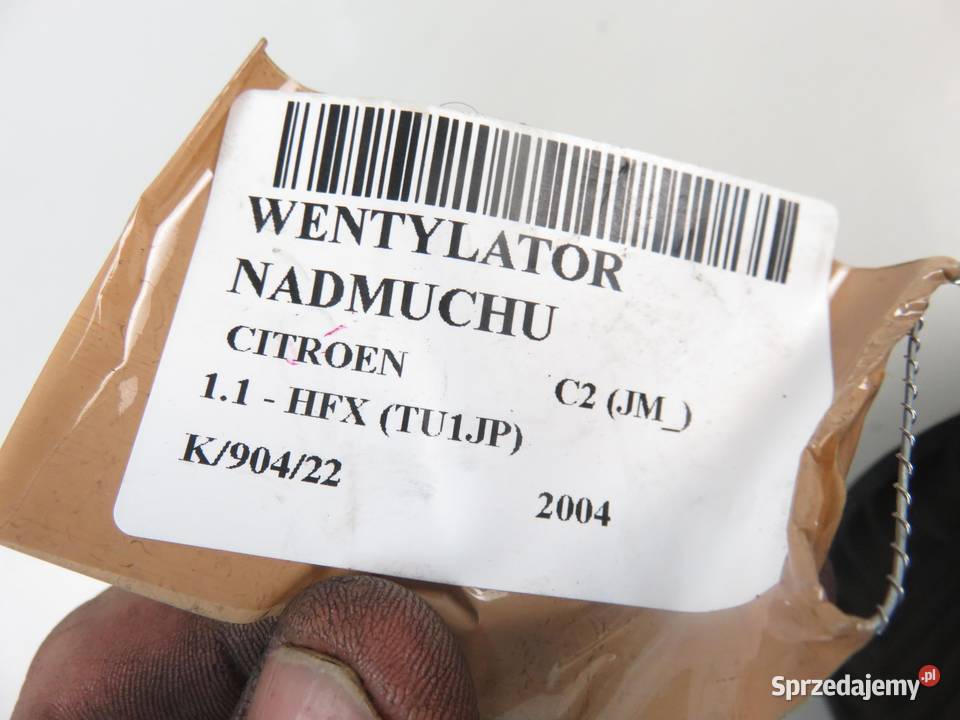 WENTYLATOR
NADMUCHU
CITROEN
C2 (JM_)
1.1 - HFX (TU1JP)
K/904/22
2004
Sprzedajemy.pl